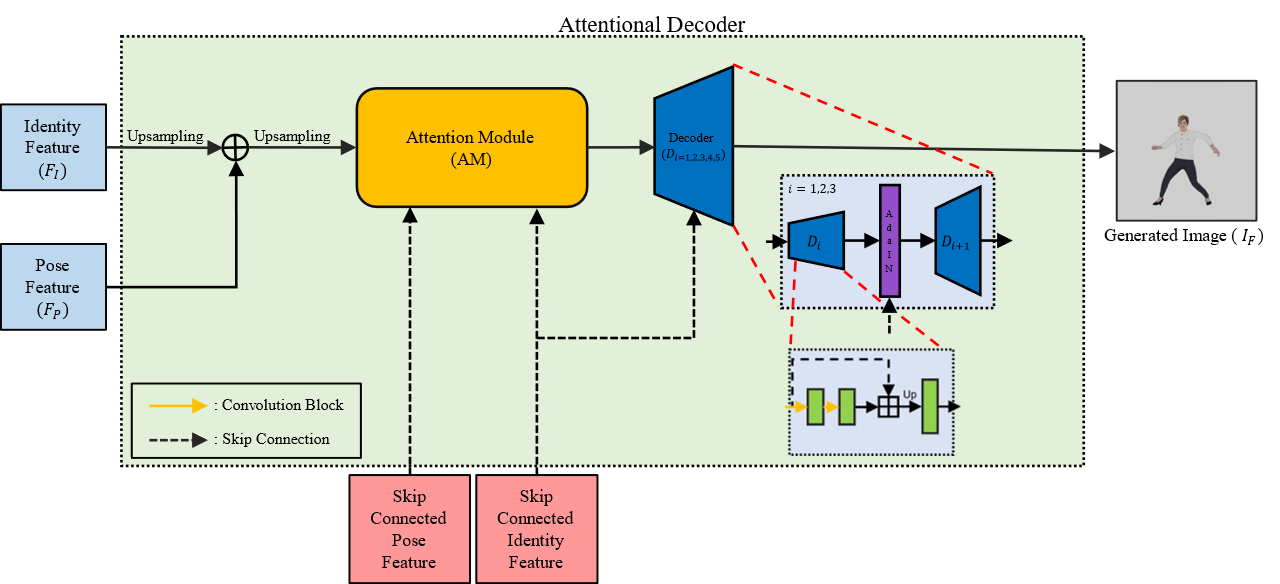 Attentional Decoder
Identity
Feature
(F_I)
Upsampling
Upsampling
Attention Module
(AM)
Decoder
(D_{i=1,2,3,4,5})
Pose
Feature
(F_P)
i = 1,2,3
D_i
A
d
a
I
N
D_{i+1}
Generated Image ( I_F)
Up
: Convolution Block
: Skip Connection
Skip
Connected
Pose
Feature
Skip
Connected
Identity
Feature